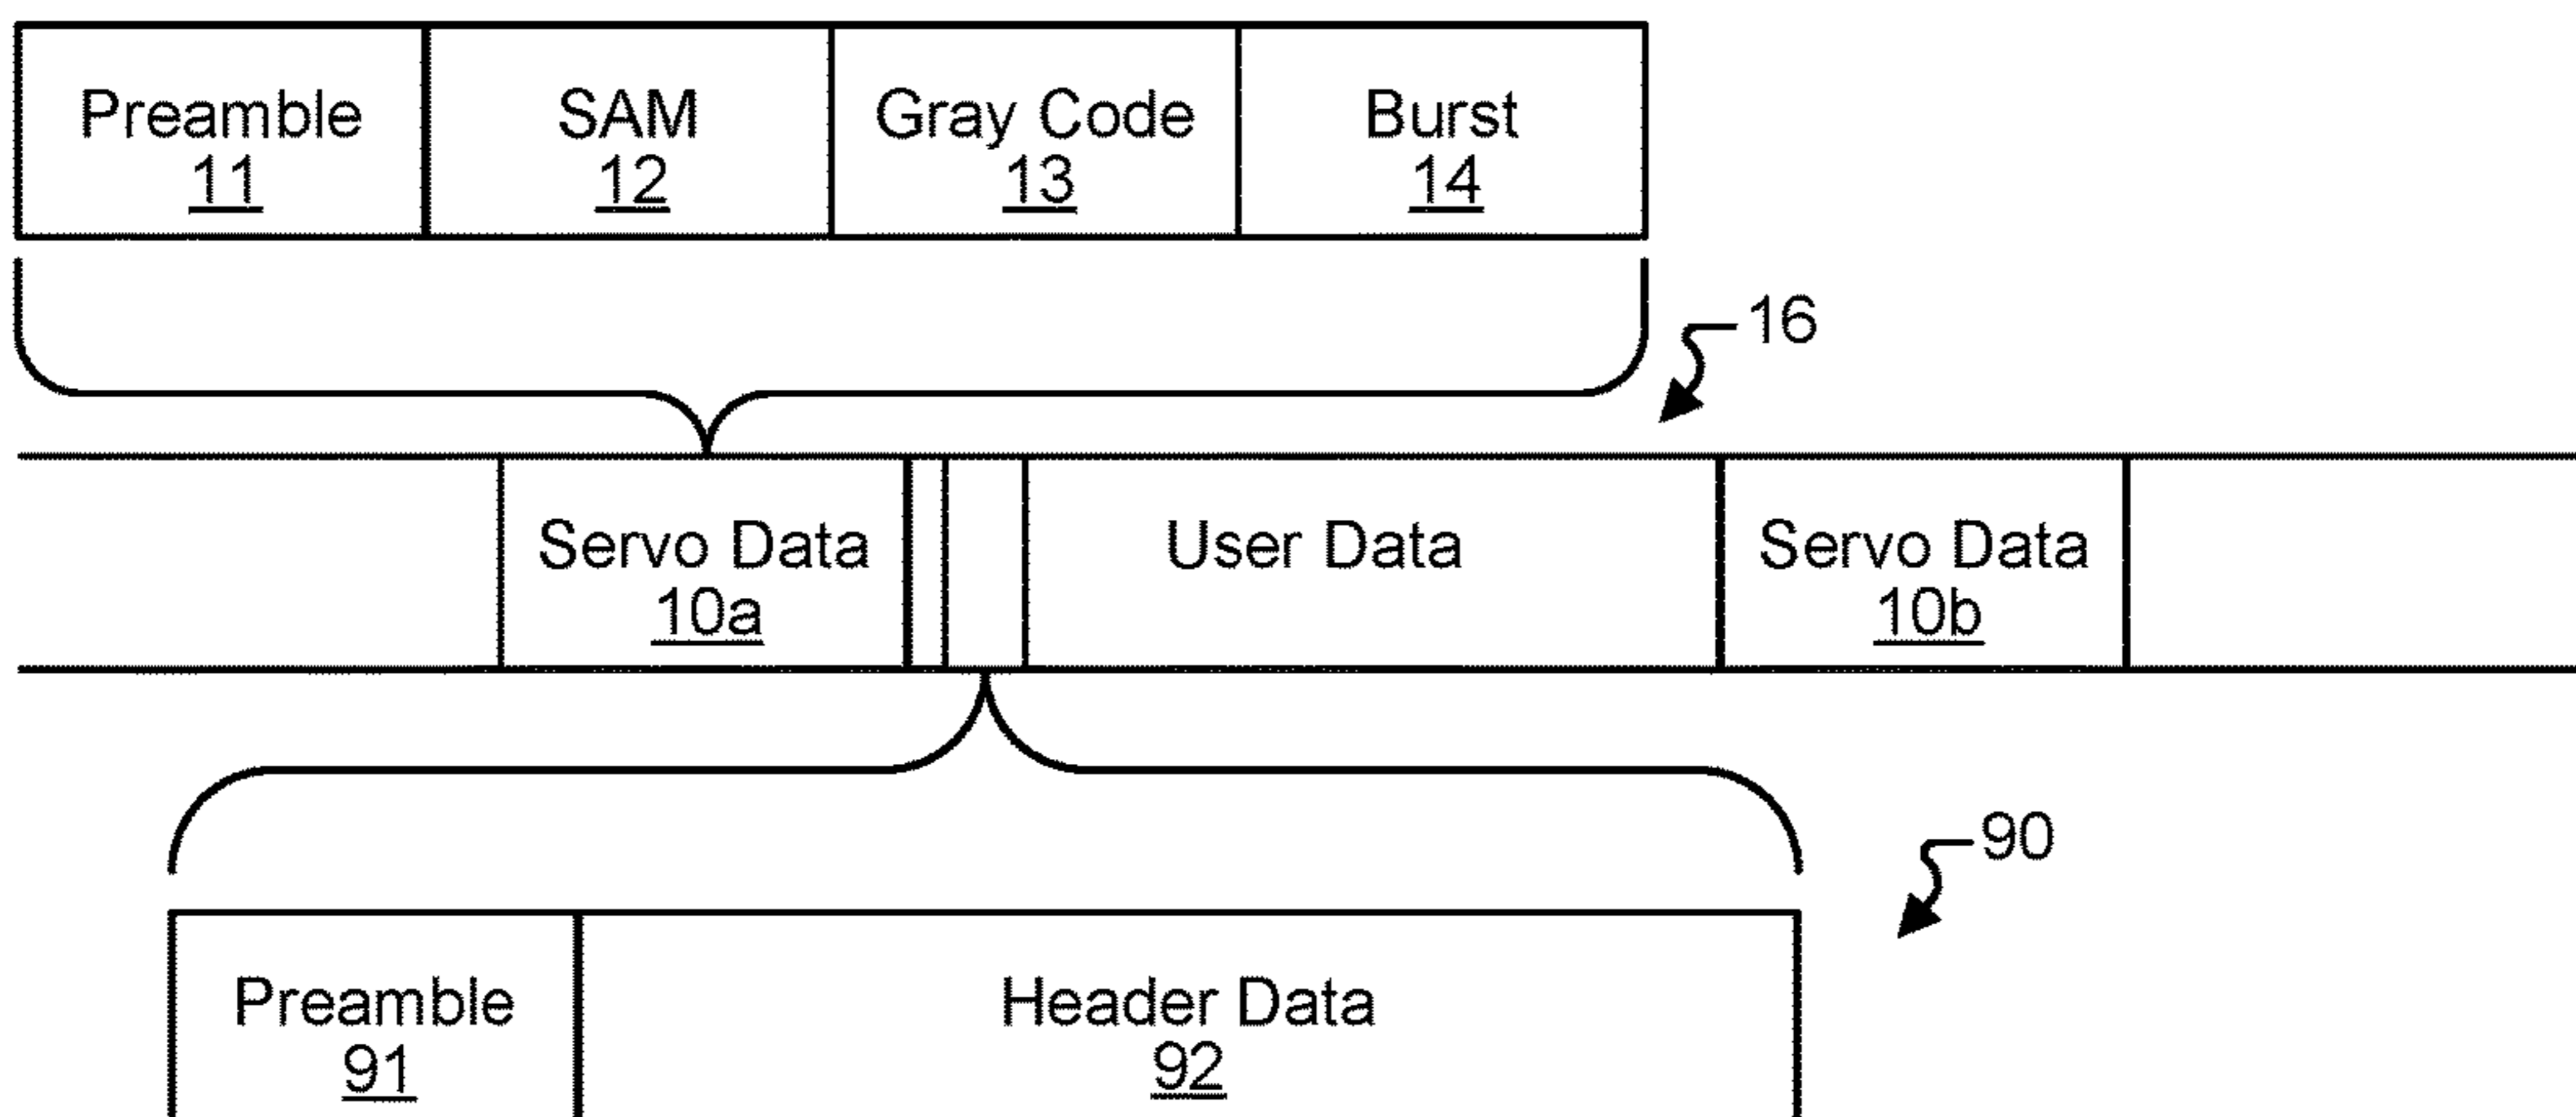 Preamble SAM Gray Code Burst
11 12 13 14
16
Servo Data User Data Servo Data
10a 10b
90
Preamble Header Data
91 92